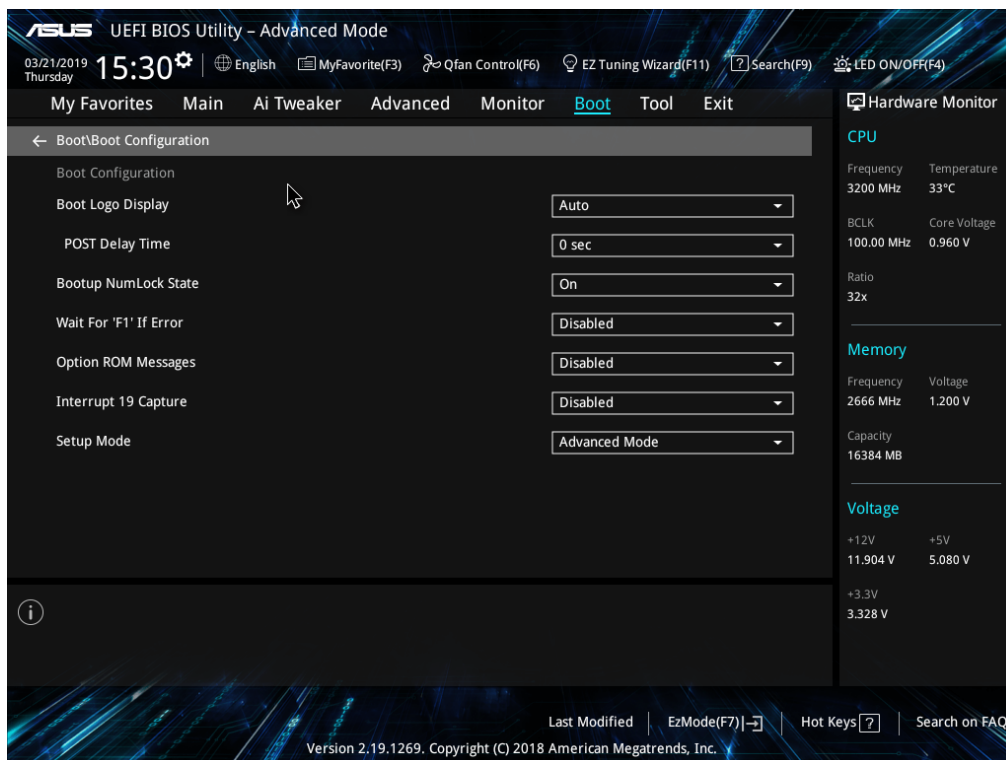 ASUS UEFI BIOS Utility – Advanced Mode
03/21/2019 Thursday 15:30 English MyFavorite(F3) Qfan Control(F6) EZ Tuning Wizard(F11) ? Search(F9) LED ON/OFF(F4)
My Favorites Main Ai Tweaker Advanced Monitor Boot Tool Exit
← Boot\Boot Configuration
Boot Configuration
Boot Logo Display Auto
POST Delay Time 0 sec
Bootup NumLock State On
Wait For 'F1' If Error Disabled
Option ROM Messages Disabled
Interrupt 19 Capture Disabled
Setup Mode Advanced Mode
Hardware Monitor
CPU
Frequency Temperature
3200 MHz 33°C
BCLK Core Voltage
100.00 MHz 0.960 V
Ratio
32x
Memory
Frequency Voltage
2666 MHz 1.200 V
Capacity
16384 MB
Voltage
+12V +5V
11.904 V 5.080 V
+3.3V
3.328 V
Last Modified EzMode(F7) Hot Keys ? Search on FAQ
Version 2.19.1269. Copyright (C) 2018 American Megatrends, Inc.